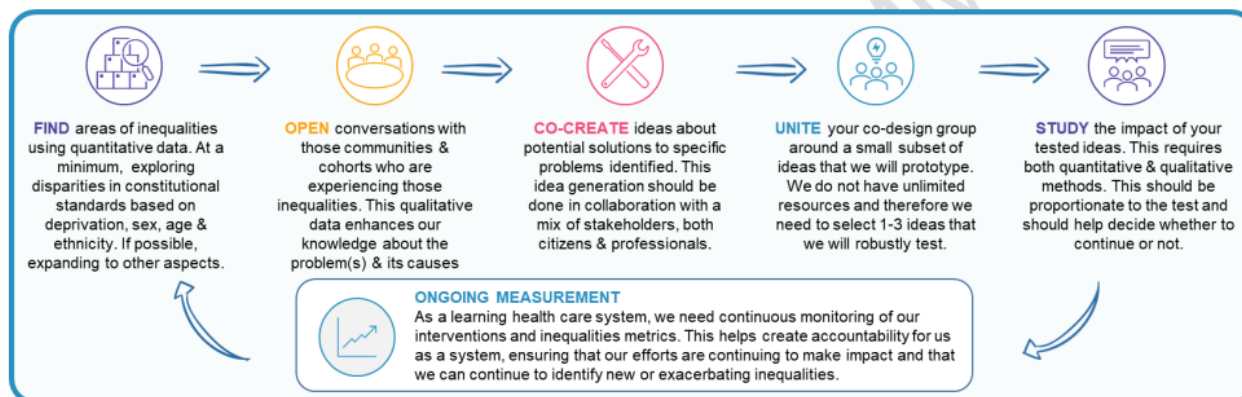 FIND areas of inequalities
using quantitative data. At a
minimum, exploring
disparities in constitutional
standards based on
deprivation, sex, age &
ethnicity. If possible,
expanding to other aspects.
OPEN conversations with
those communities &
cohorts who are
experiencing those
inequalities. This qualitative
data enhances our
knowledge about the
problem(s) & its causes
CO-CREATE ideas about
potential solutions to specific
problems identified. This
idea generation should be
done in collaboration with a
mix of stakeholders, both
citizens & professionals.
UNITE your co-design group
around a small subset of
ideas that we will prototype.
We do not have unlimited
resources and therefore we
need to select 1-3 ideas that
we will robustly test.
STUDY the impact of your
tested ideas. This requires
both quantitative & qualitative
methods. This should be
proportionate to the test and
should help decide whether to
continue or not.
ONGOING MEASUREMENT
As a learning health care system, we need continuous monitoring of our
interventions and inequalities metrics. This helps create accountability for us
as a system, ensuring that our efforts are continuing to make impact and that
we can continue to identify new or exacerbating inequalities.